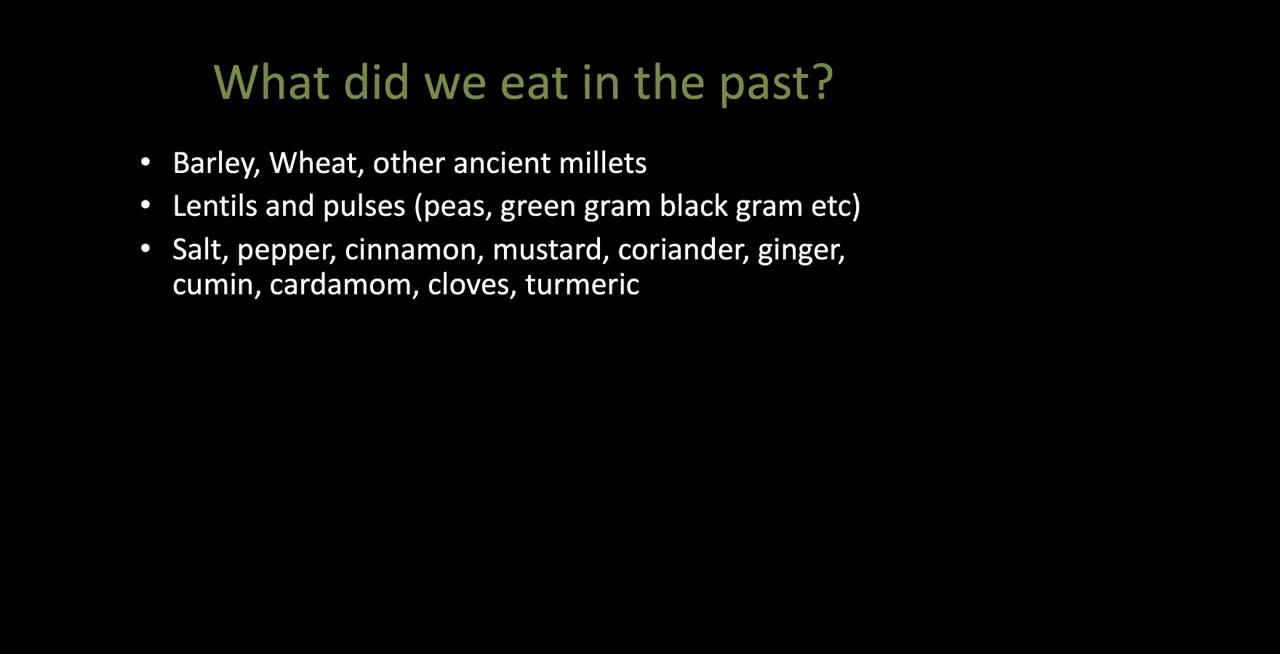 What did we eat in the past?
• Barley, Wheat, other ancient millets
• Lentils and pulses (peas, green gram black gram etc)
• Salt, pepper, cinnamon, mustard, coriander, ginger,
cumin, cardamom, cloves, turmeric